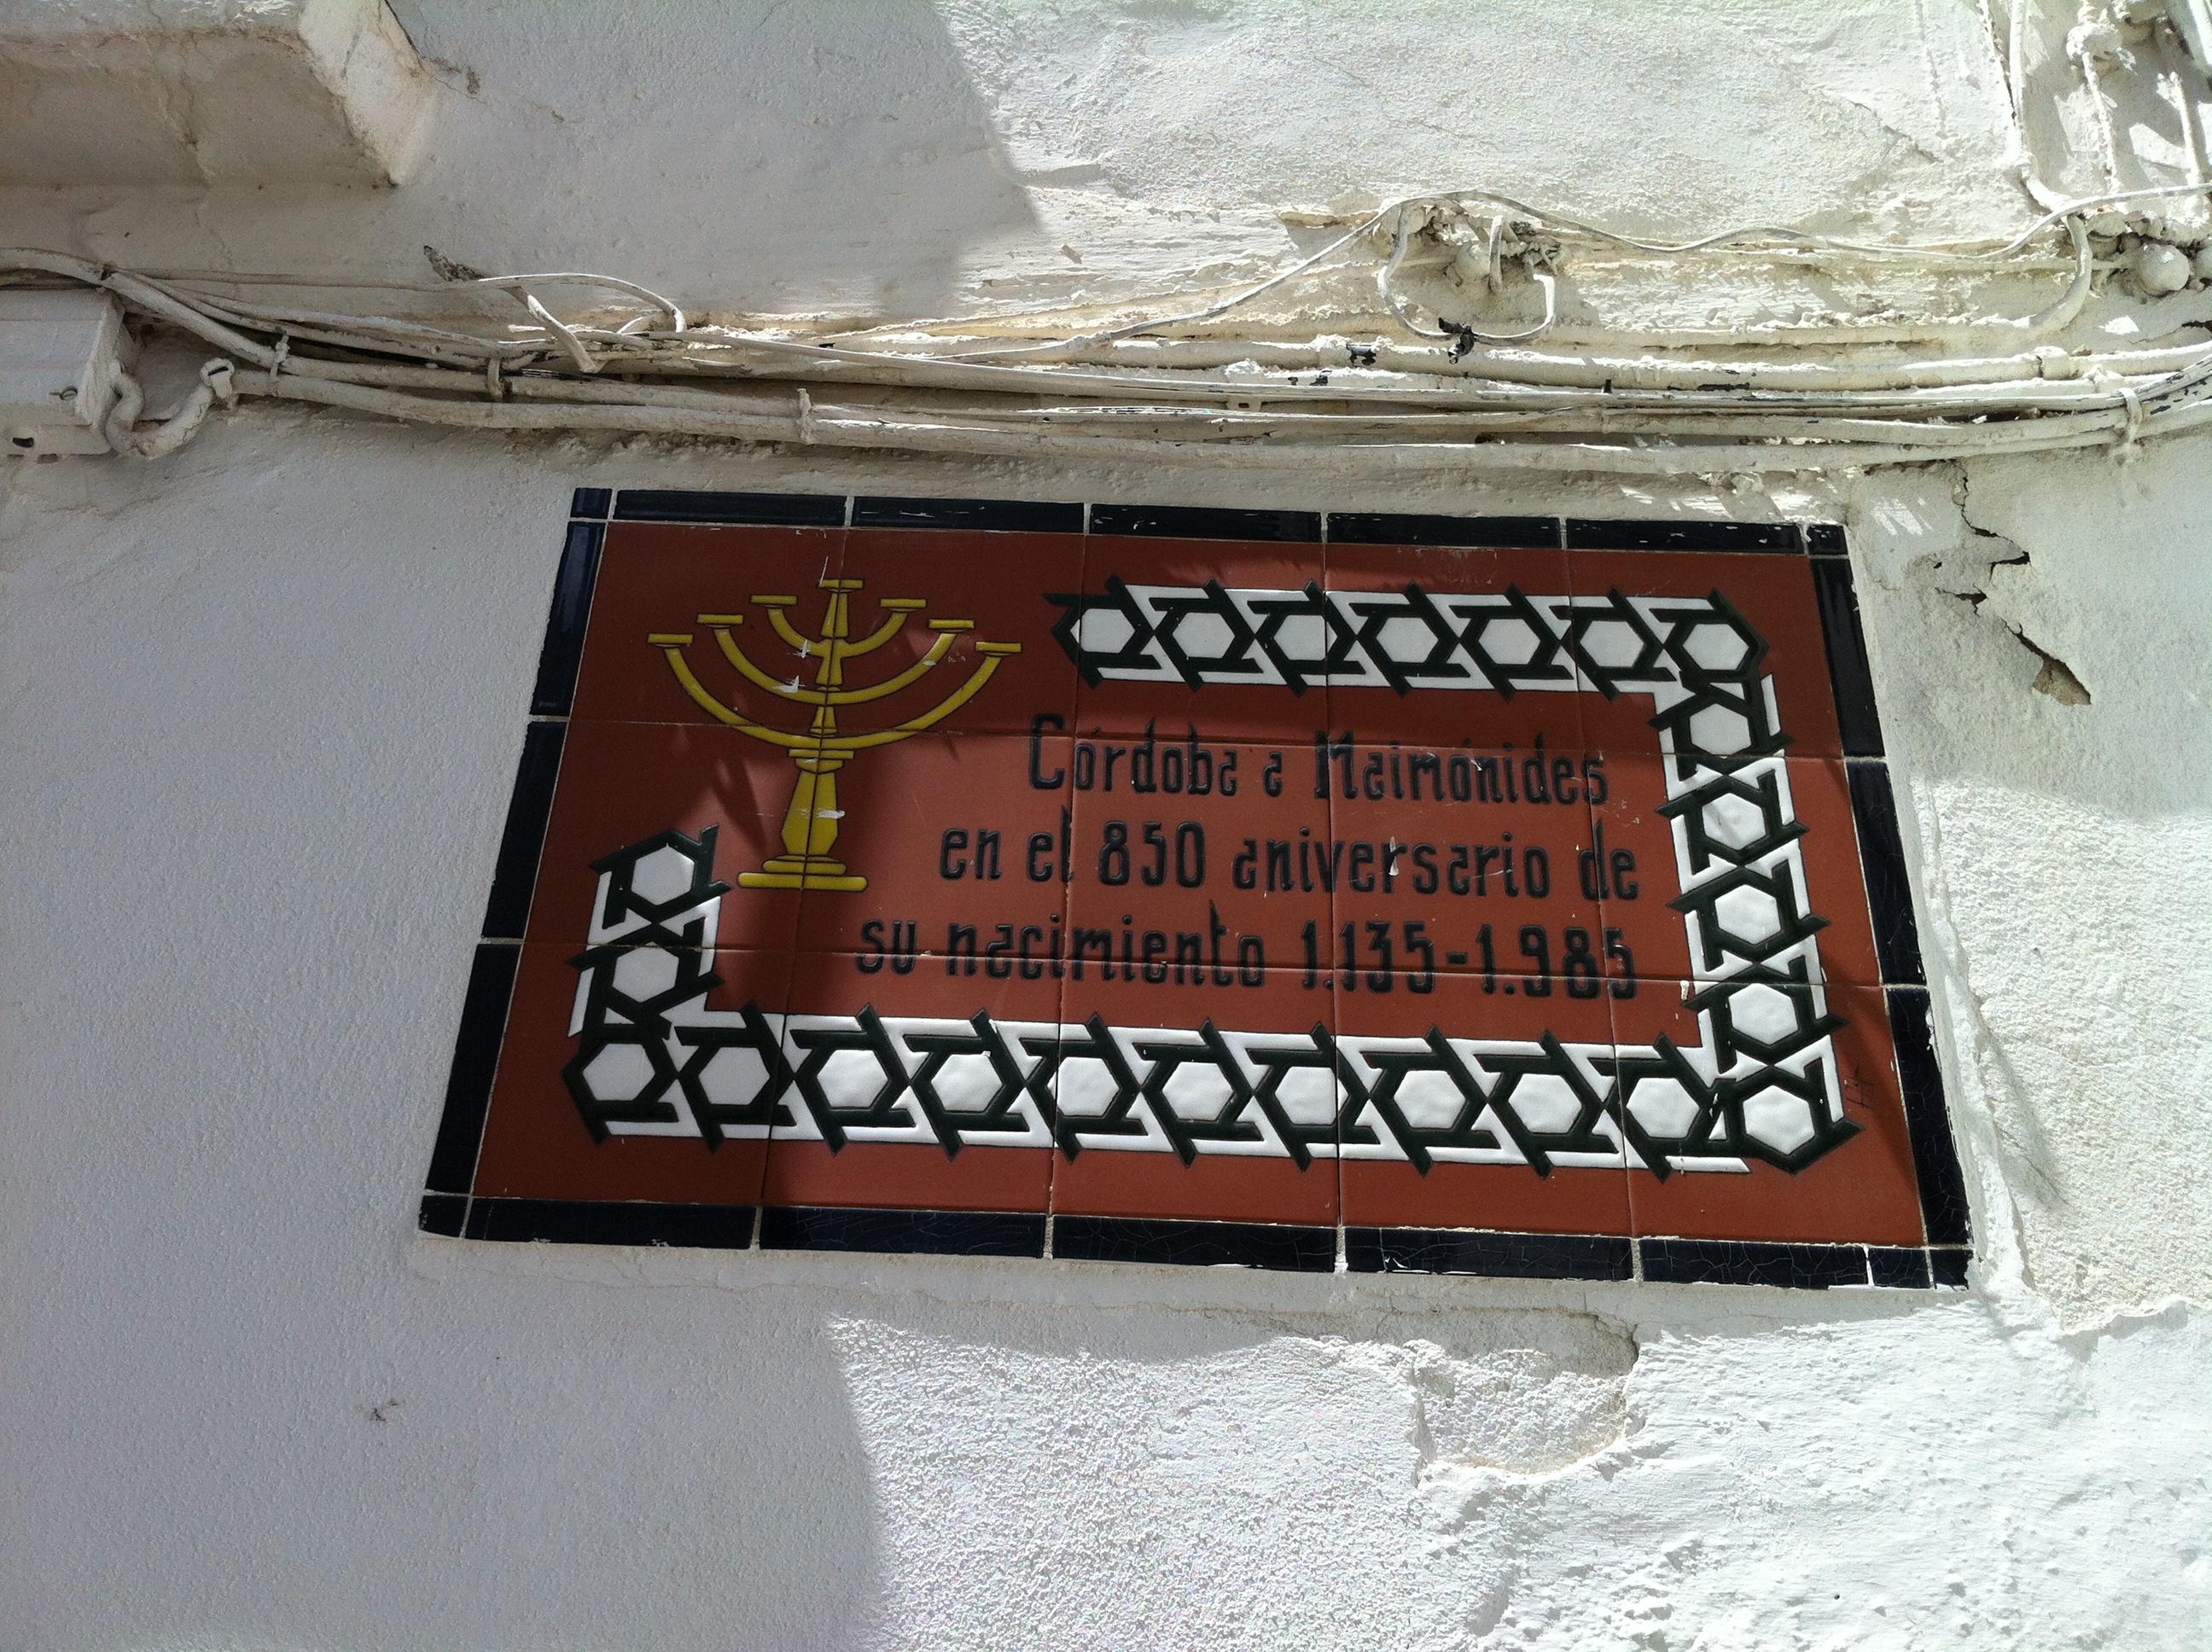 Córdoba a Maimónides
en el 850 aniversario de
su nacimiento 1.135-1.985